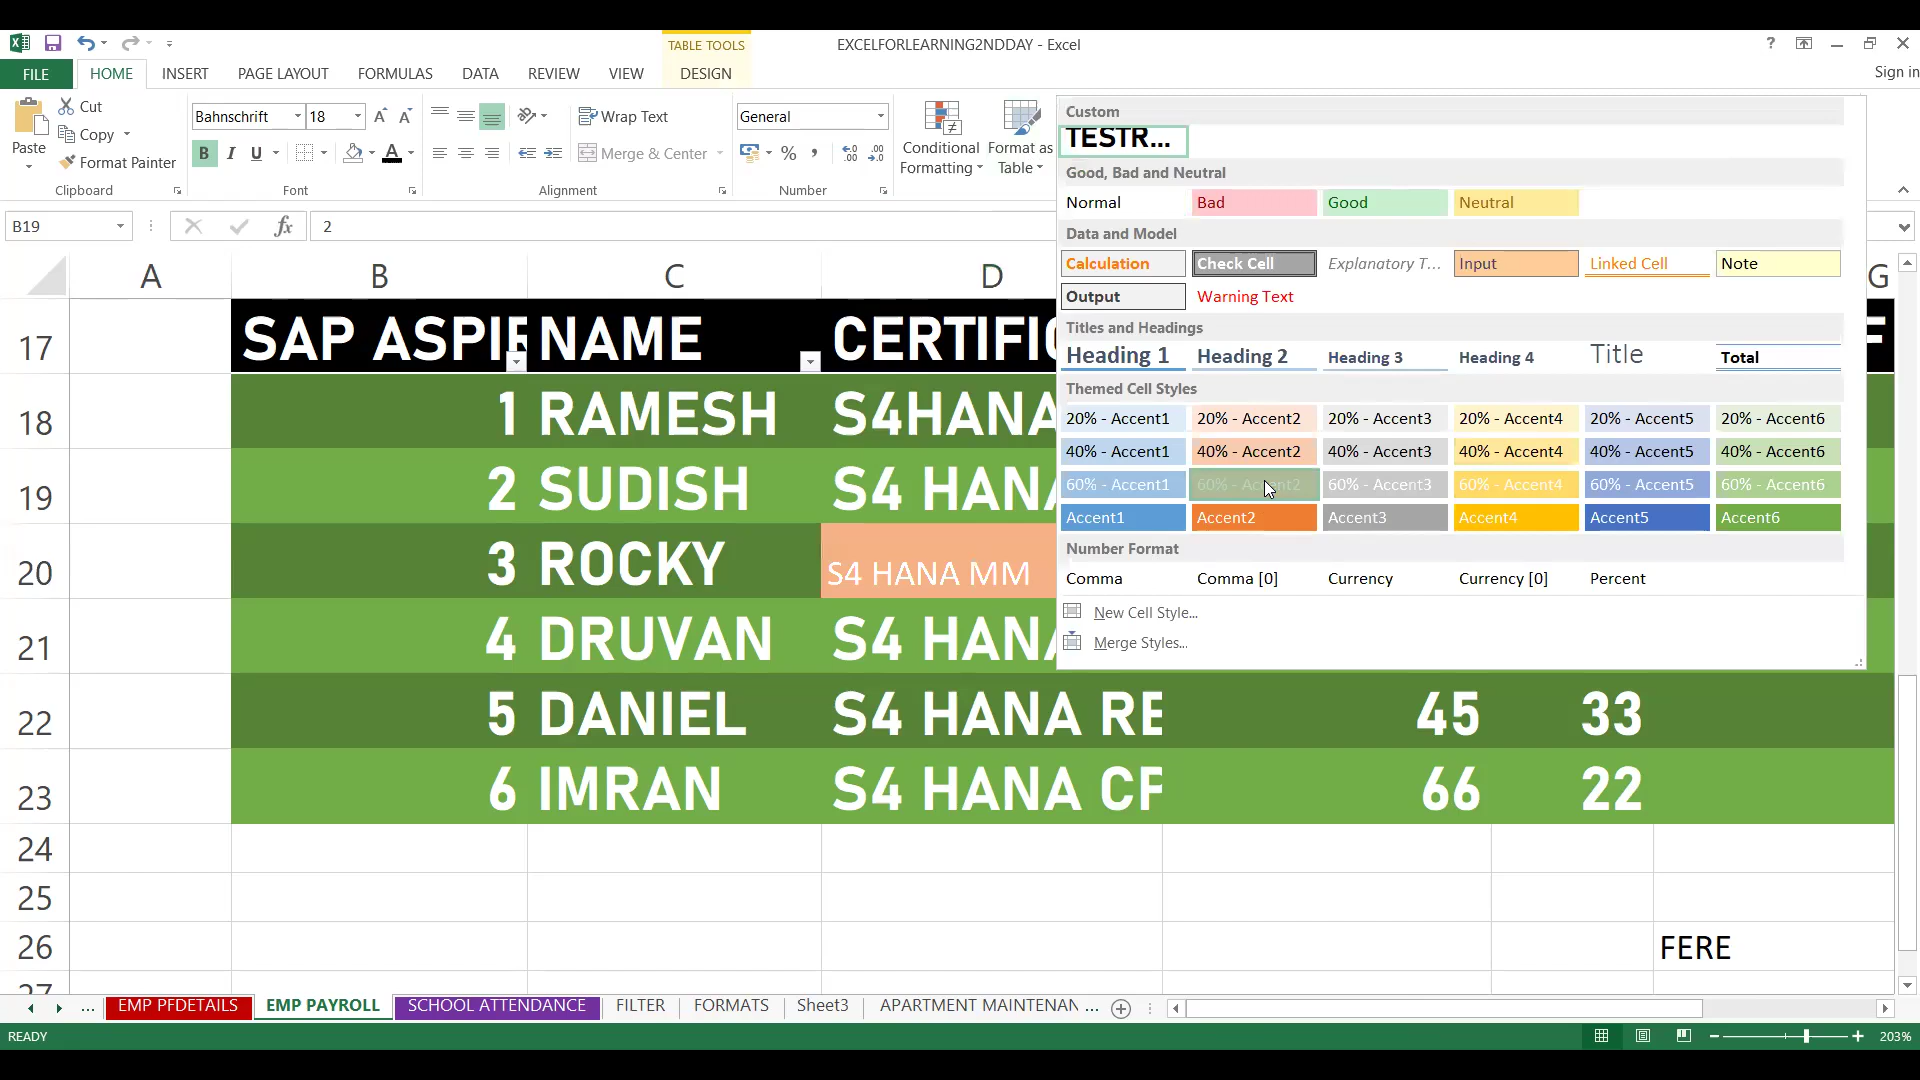 TABLE TOOLS
EXCELFORLEARNING2NDDAY - Excel
?
FILE
HOME
INSERT
PAGE LAYOUT
FORMULAS
DATA
REVIEW
VIEW
DESIGN
Sign in
Paste
Cut
Copy
Format Painter
Clipboard
Bahnschrift
18
A A
B I U
A
Font
Wrap Text
Merge & Center
Alignment
General
% ,
Number
Conditional
Formatting
Format as
Table
Custom
TESTR...
Good, Bad and Neutral
Normal
Bad
Good
Neutral
Data and Model
Calculation
Check Cell
Explanatory T...
Input
Linked Cell
Note
Output
Warning Text
Titles and Headings
Heading 1
Heading 2
Heading 3
Heading 4
Title
Total
Themed Cell Styles
20% - Accent1
20% - Accent2
20% - Accent3
20% - Accent4
20% - Accent5
20% - Accent6
40% - Accent1
40% - Accent2
40% - Accent3
40% - Accent4
40% - Accent5
40% - Accent6
60% - Accent1
60% - Accent2
60% - Accent3
60% - Accent4
60% - Accent5
60% - Accent6
Accent1
Accent2
Accent3
Accent4
Accent5
Accent6
Number Format
Comma
Comma [0]
Currency
Currency [0]
Percent
New Cell Style...
Merge Styles...
B19
fx
2
A B C D G
17 SAP ASPIR NAME CERTIFIC F
18 1 RAMESH S4HANA
19 2 SUDISH S4 HANA
20 3 ROCKY S4 HANA MM
21 4 DRUVAN S4 HANA
22 5 DANIEL S4 HANA RE 45 33
23 6 IMRAN S4 HANA CF 66 22
24
25
26 FERE
27
... EMP PFDETAILS
EMP PAYROLL
SCHOOL ATTENDANCE
FILTER
FORMATS
Sheet3
APARTMENT MAINTENAN ...
READY
203%